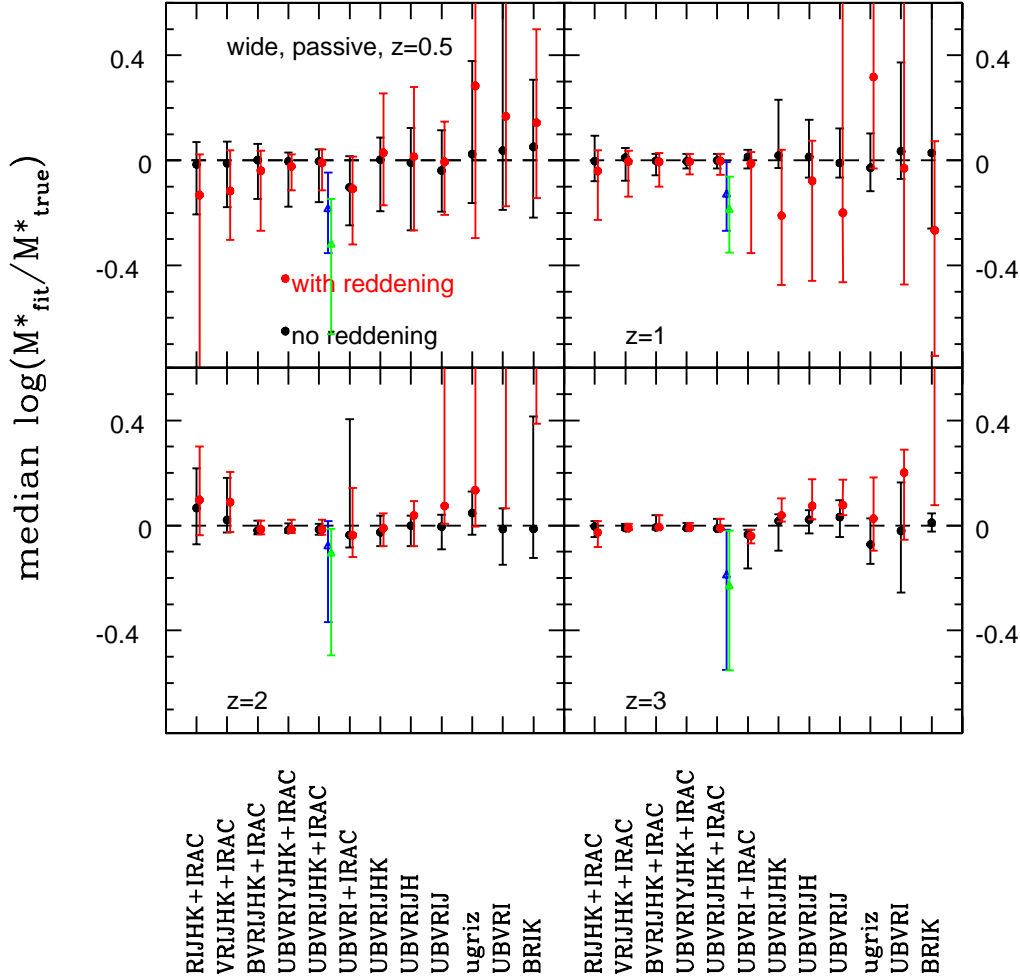 wide, passive, z=0.5
0.4
0
-0.4
with reddening
no reddening
z=1
0.4
0
-0.4
median log(M*fit/M*true)
0.4
0
-0.4
z=2
z=3
0.4
0
-0.4
RIJHK+IRAC
VRIJHK+IRAC
BVRIJHK+IRAC
UBVRIYJHK+IRAC
UBVRIJHK+IRAC
UBVRI+IRAC
UBVRIJHK
UBVRIJH
UBVRIJ
ugriz
UBVRI
BRIK
RIJHK+IRAC
VRIJHK+IRAC
BVRIJHK+IRAC
UBVRIYJHK+IRAC
UBVRIJHK+IRAC
UBVRI+IRAC
UBVRIJHK
UBVRIJH
UBVRIJ
ugriz
UBVRI
BRIK